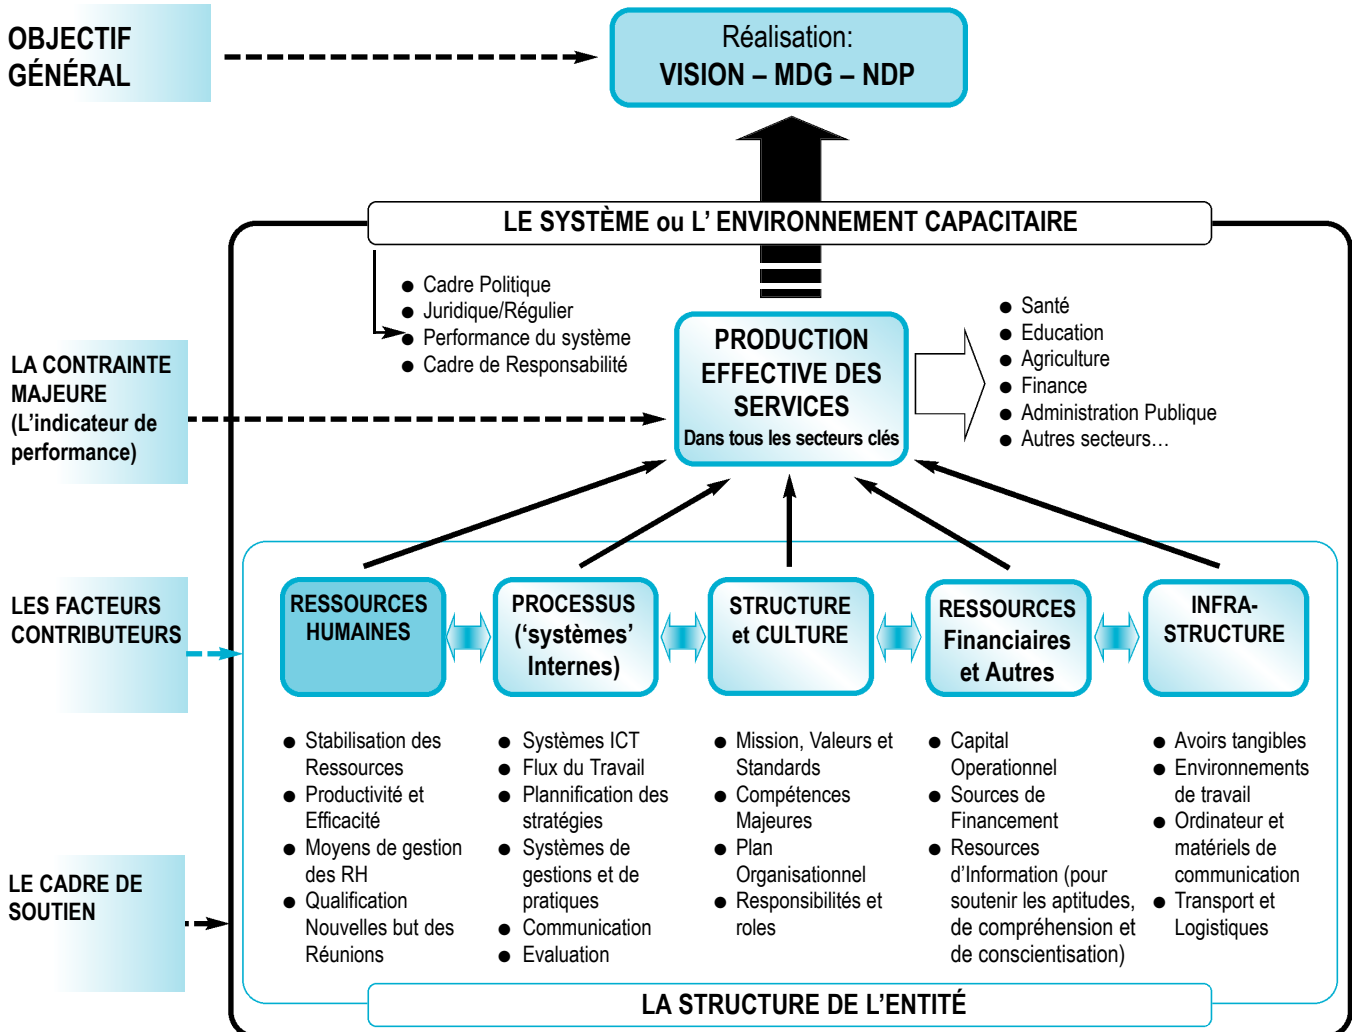 OBJECTIF
GÉNÉRAL
Réalisation:
VISION – MDG – NDP
LE SYSTÈME ou L' ENVIRONNEMENT CAPACITAIRE
● Cadre Politique
● Juridique/Régulier
● Performance du système
● Cadre de Responsabilité
LA CONTRAINTE
MAJEURE
(L'indicateur de
performance)
PRODUCTION
EFFECTIVE DES
SERVICES
Dans tous les secteurs clés
● Santé
● Education
● Agriculture
● Finance
● Administration Publique
● Autres secteurs…
LES FACTEURS
CONTRIBUTEURS
RESSOURCES
HUMAINES
PROCESSUS
('systèmes'
Internes)
STRUCTURE
et CULTURE
RESSOURCES
Financiaires
et Autres
INFRA-
STRUCTURE
● Stabilisation des
Ressources
● Productivité et
Efficacité
● Moyens de gestion
des RH
● Qualification
Nouvelles but des
Réunions
● Systèmes ICT
● Flux du Travail
● Plannification des
stratégies
● Systèmes de
gestions et de
pratiques
● Communication
● Evaluation
● Mission, Valeurs et
Standards
● Compétences
Majeures
● Plan
Organisationnel
● Responsibilités et
roles
● Capital
Operationnel
● Sources de
Financement
● Resources
d'Information (pour
soutenir les aptitudes,
de compréhension et
de conscientisation)
● Avoirs tangibles
● Environnements
de travail
● Ordinateur et
matériels de
communication
● Transport et
Logistiques
LE CADRE DE
SOUTIEN
LA STRUCTURE DE L'ENTITÉ